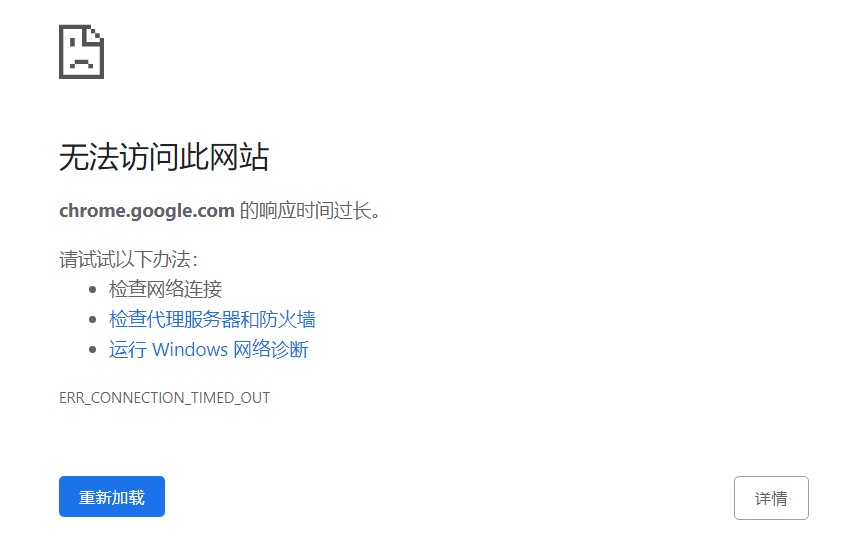 无法访问此网站
chrome.google.com 的响应时间过长。
请试试以下办法：
检查网络连接
检查代理服务器和防火墙
运行 Windows 网络诊断
ERR_CONNECTION_TIMED_OUT
重新加载
详情